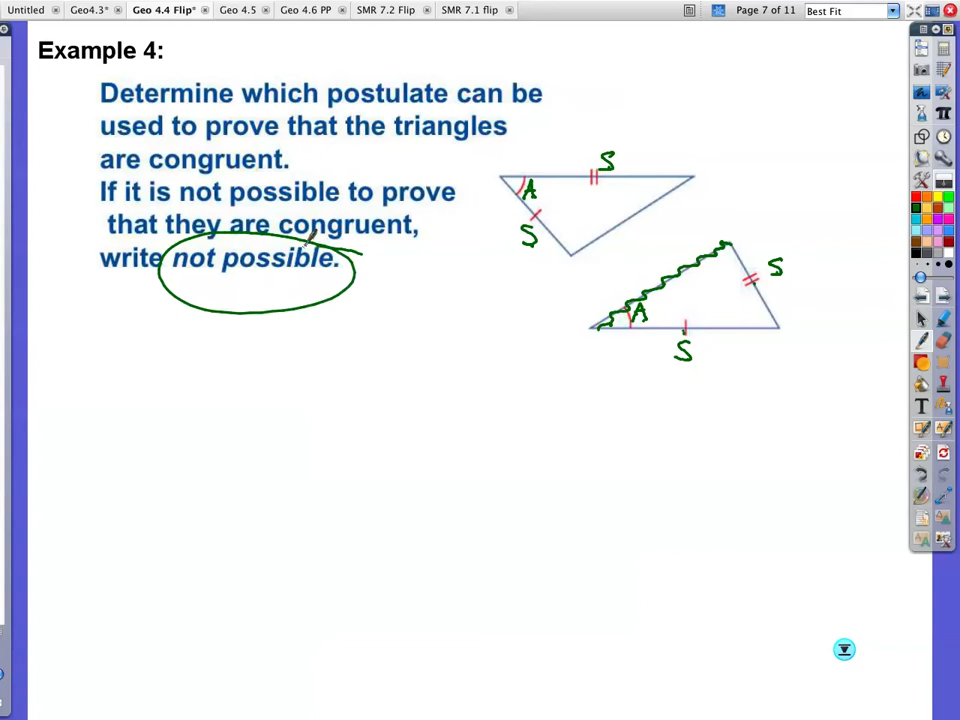 Untitled
Geo4.3*
Geo 4.4 Flip*
Geo 4.5
Geo 4.6 PP
SMR 7.2 Flip
SMR 7.1 flip
Page 7 of 11
Best Fit
Example 4:
Determine which postulate can be
used to prove that the triangles
are congruent.
If it is not possible to prove
that they are congruent,
write not possible.
S
A
S
S
A
S